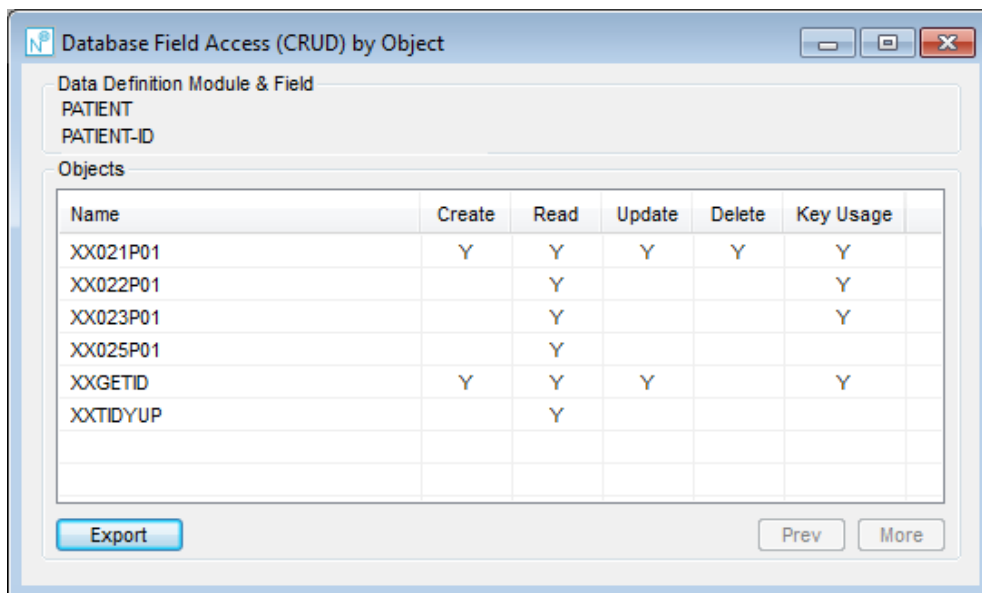 N Database Field Access (CRUD) by Object
Data Definition Module & Field
PATIENT
PATIENT-ID
Objects
Name Create Read Update Delete Key Usage
XX021P01 Y Y Y Y Y
XX022P01 Y Y
XX023P01 Y Y
XX025P01 Y
XXGETID Y Y Y Y
XXTIDYUP Y
Export Prev More